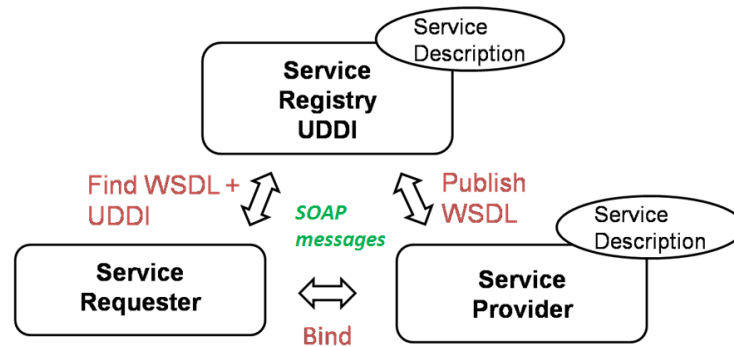 Service
Description
Service
Registry
UDDI
Find WSDL +
UDDI
SOAP
messages
Publish
WSDL
Service
Description
Service
Requester
Bind
Service
Provider